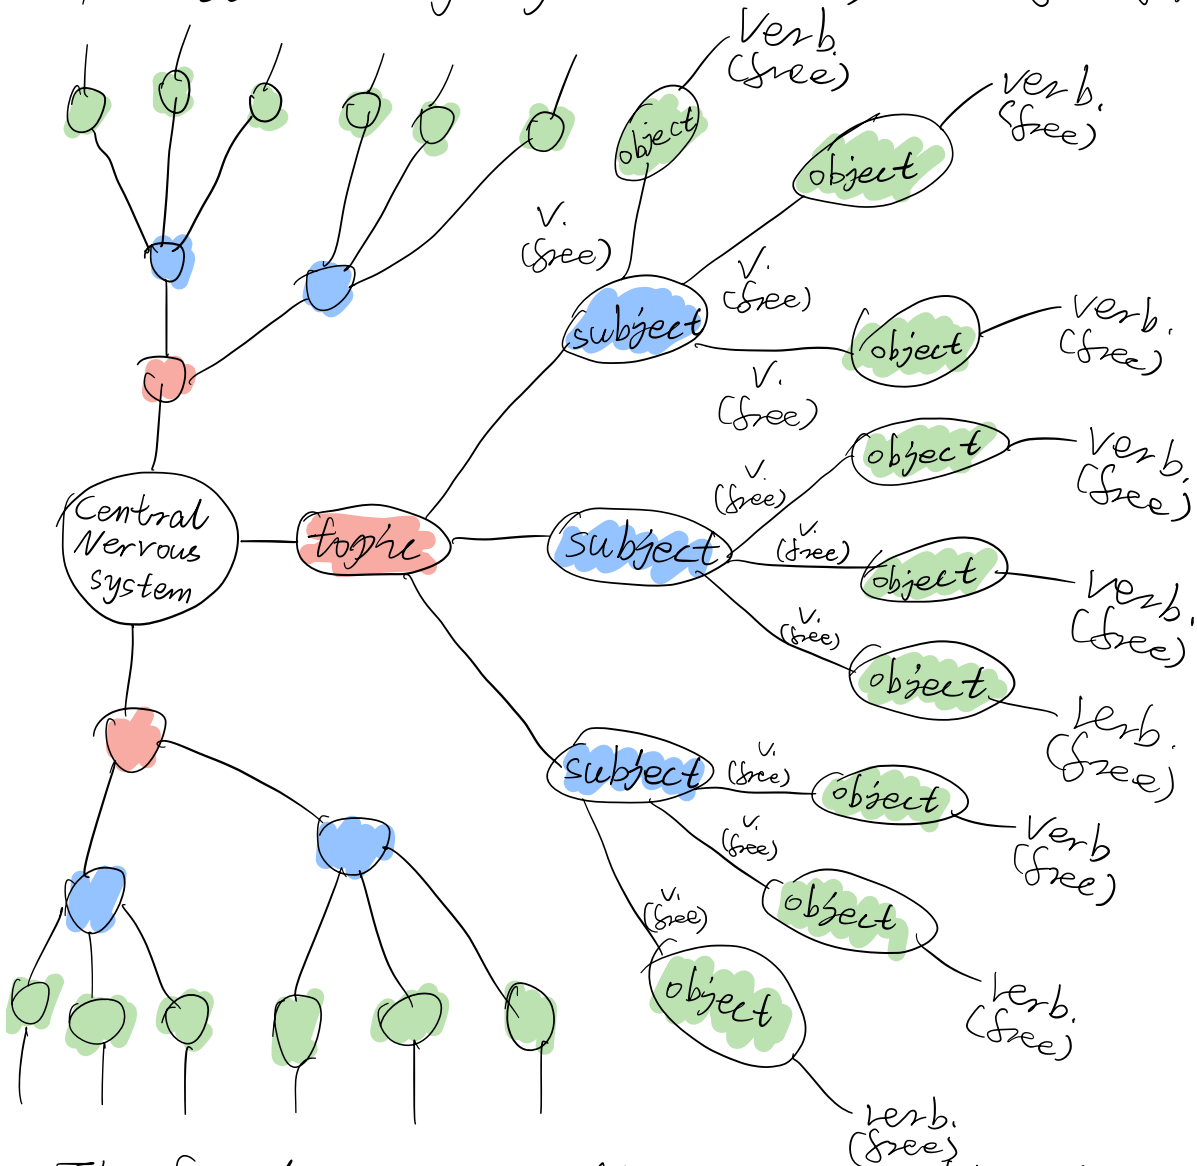 verb.
(free)
verb.
(free)
object
object
v.
(free)
v.
(free)
subject
object
verb.
(free)
v.
(free)
object
verb.
(free)
v.
(free)
Central
Nervous
system
topic
subject
v.
(free)
object
verb.
(free)
v.
(free)
object
verb.
(free)
subject
v.
(free)
object
verb
(free)
v.
(free)
object
verb.
(free)
v.
(free)
object
verb.
(free)